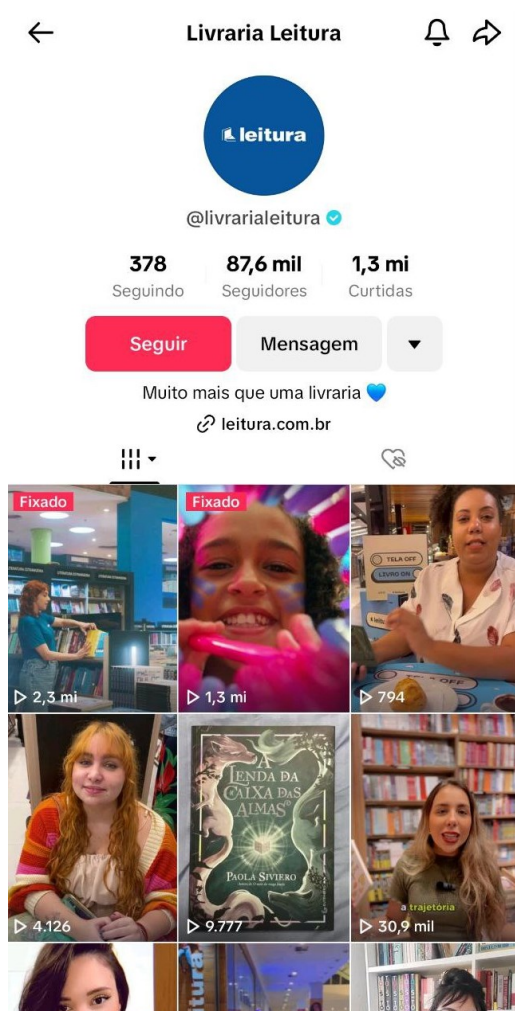 Livraria Leitura
leitura
@livrarialeitura
378
87,6 mil
1,3 mi
Seguindo
Seguidores
Curtidas
Seguir
Mensagem
Muito mais que uma livraria
leitura.com.br
Fixado
Fixado
TELA OFF
LIVRO ON
2,3 mi
1,3 mi
794
A
LENDA DA
CAIXA DAS
ALMAS
PAOLA SIVIERO
a trajetória
4.126
9.777
30,9 mil
itura